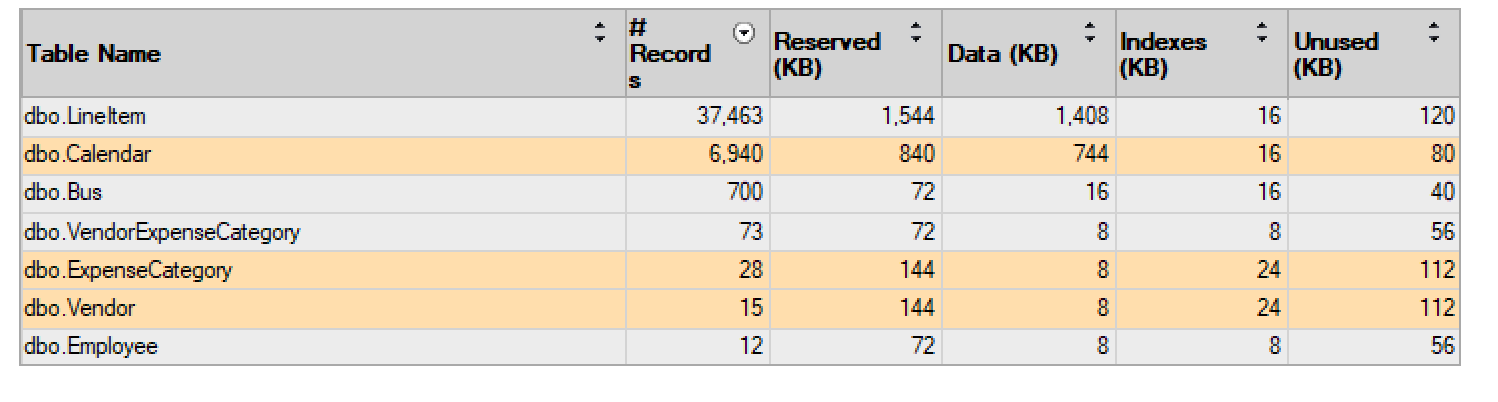 Table Name # Records Reserved (KB) Data (KB) Indexes (KB) Unused (KB)
dbo.LineItem 37,463 1,544 1,408 16 120
dbo.Calendar 6,940 840 744 16 80
dbo.Bus 700 72 16 16 40
dbo.VendorExpenseCategory 73 72 8 8 56
dbo.ExpenseCategory 28 144 8 24 112
dbo.Vendor 15 144 8 24 112
dbo.Employee 12 72 8 8 56